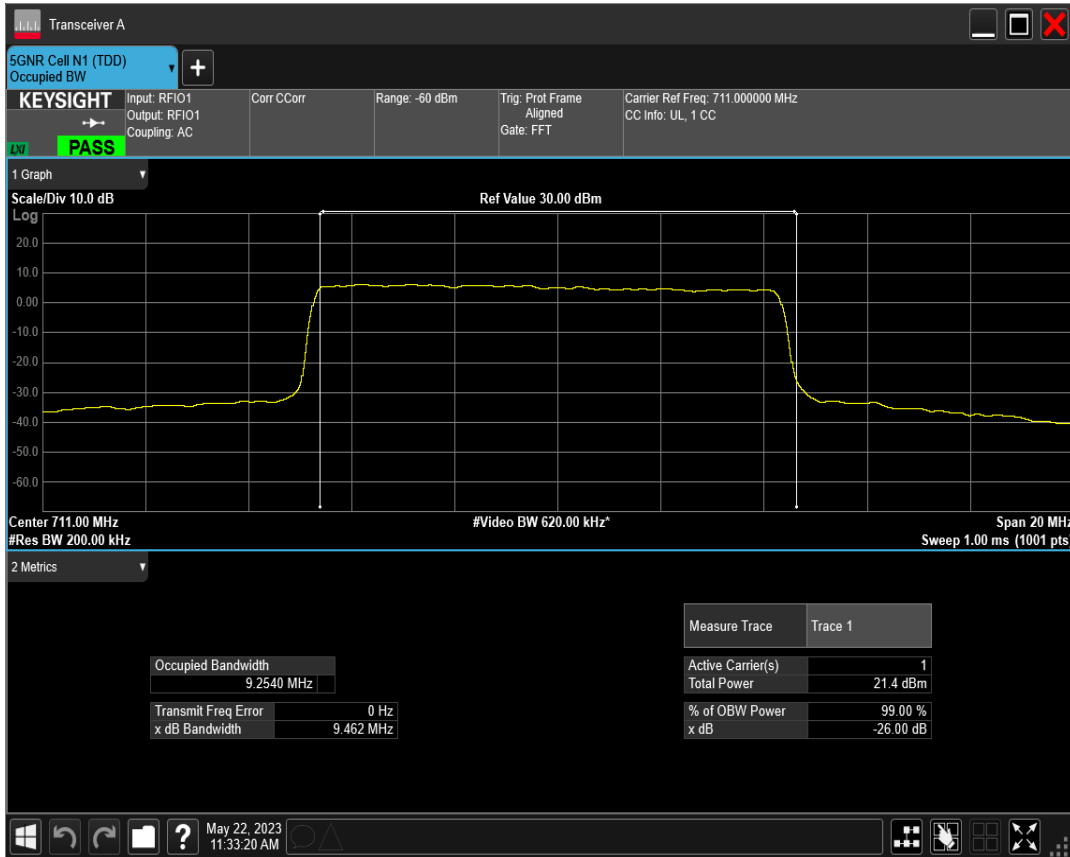 Transceiver A
5GNR Cell N1 (TDD)
Occupied BW
+
KEYSIGHT
LXI
PASS
Input: RFIO1
Output: RFIO1
Coupling: AC
Corr CCorr
Range: -60 dBm
Trig: Prot Frame
Aligned
Gate: FFT
Carrier Ref Freq: 711.000000 MHz
CC Info: UL, 1 CC
1 Graph
Scale/Div 10.0 dB
Ref Value 30.00 dBm
Log
20.0
10.0
0.00
-10.0
-20.0
-30.0
-40.0
-50.0
-60.0
Center 711.00 MHz
#Video BW 620.00 kHz*
Span 20 MHz
#Res BW 200.00 kHz
Sweep 1.00 ms (1001 pts)
2 Metrics
Measure Trace Trace 1
Occupied Bandwidth
9.2540 MHz
Active Carrier(s) 1
Total Power 21.4 dBm
Transmit Freq Error 0 Hz
x dB Bandwidth 9.462 MHz
% of OBW Power 99.00 %
x dB -26.00 dB
?
May 22, 2023
11:33:20 AM